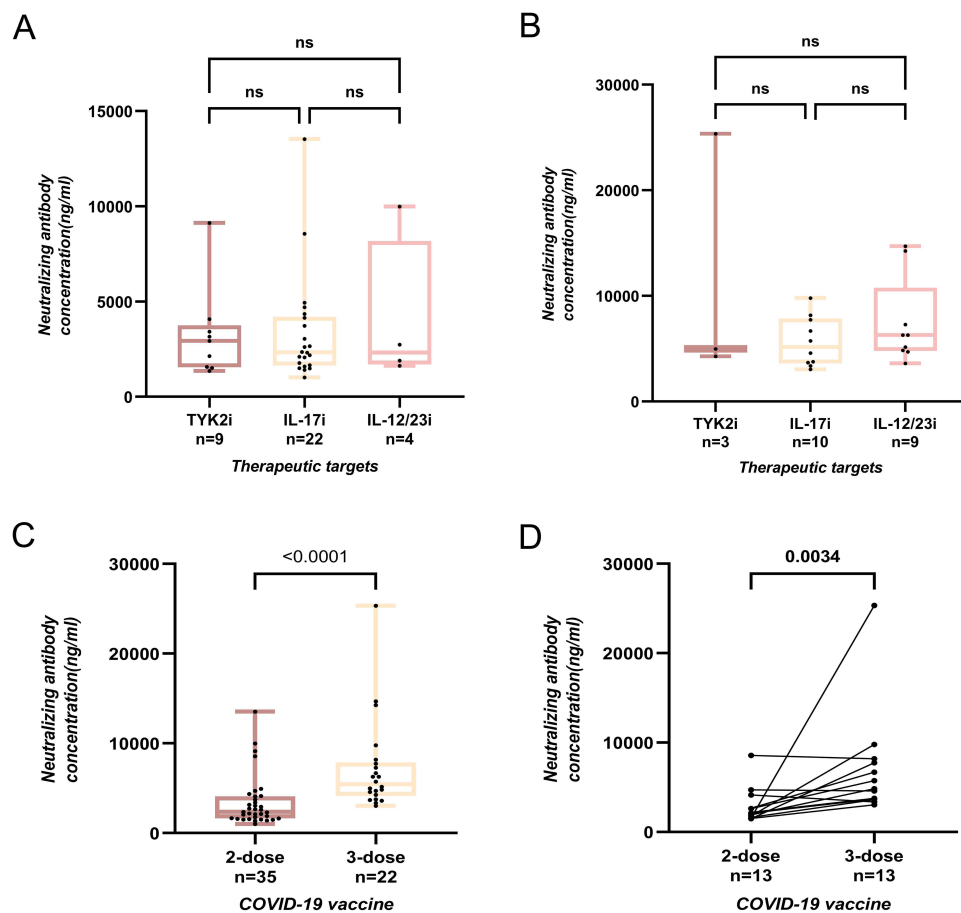 A
ns
ns
ns
15000
10000
5000
0
Neutralizing antibody
concentration(ng/ml)
TYK2i
n=9
IL-17i
n=22
IL-12/23i
n=4
Therapeutic targets
B
ns
ns
ns
30000
20000
10000
0
Neutralizing antibody
concentration(ng/ml)
TYK2i
n=3
IL-17i
n=10
IL-12/23i
n=9
Therapeutic targets
C
<0.0001
30000
20000
10000
0
Neutralizing antibody
concentration(ng/ml)
2-dose
n=35
3-dose
n=22
COVID-19 vaccine
D
0.0034
30000
20000
10000
0
Neutralizing antibody
concentration(ng/ml)
2-dose
n=13
3-dose
n=13
COVID-19 vaccine